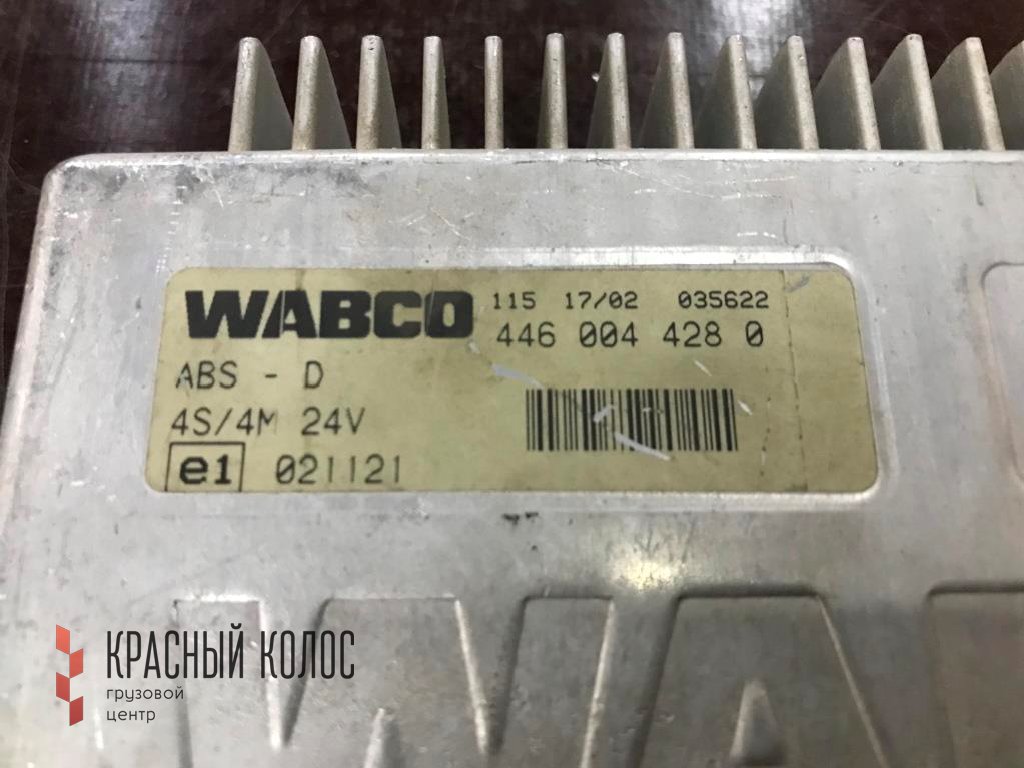 WABCO 115 17/02 035622
446 004 428 0
ABS - D
4S/4M 24V
e1 021121
WA
КРАСНЫЙ КОЛОС
грузовой
центр